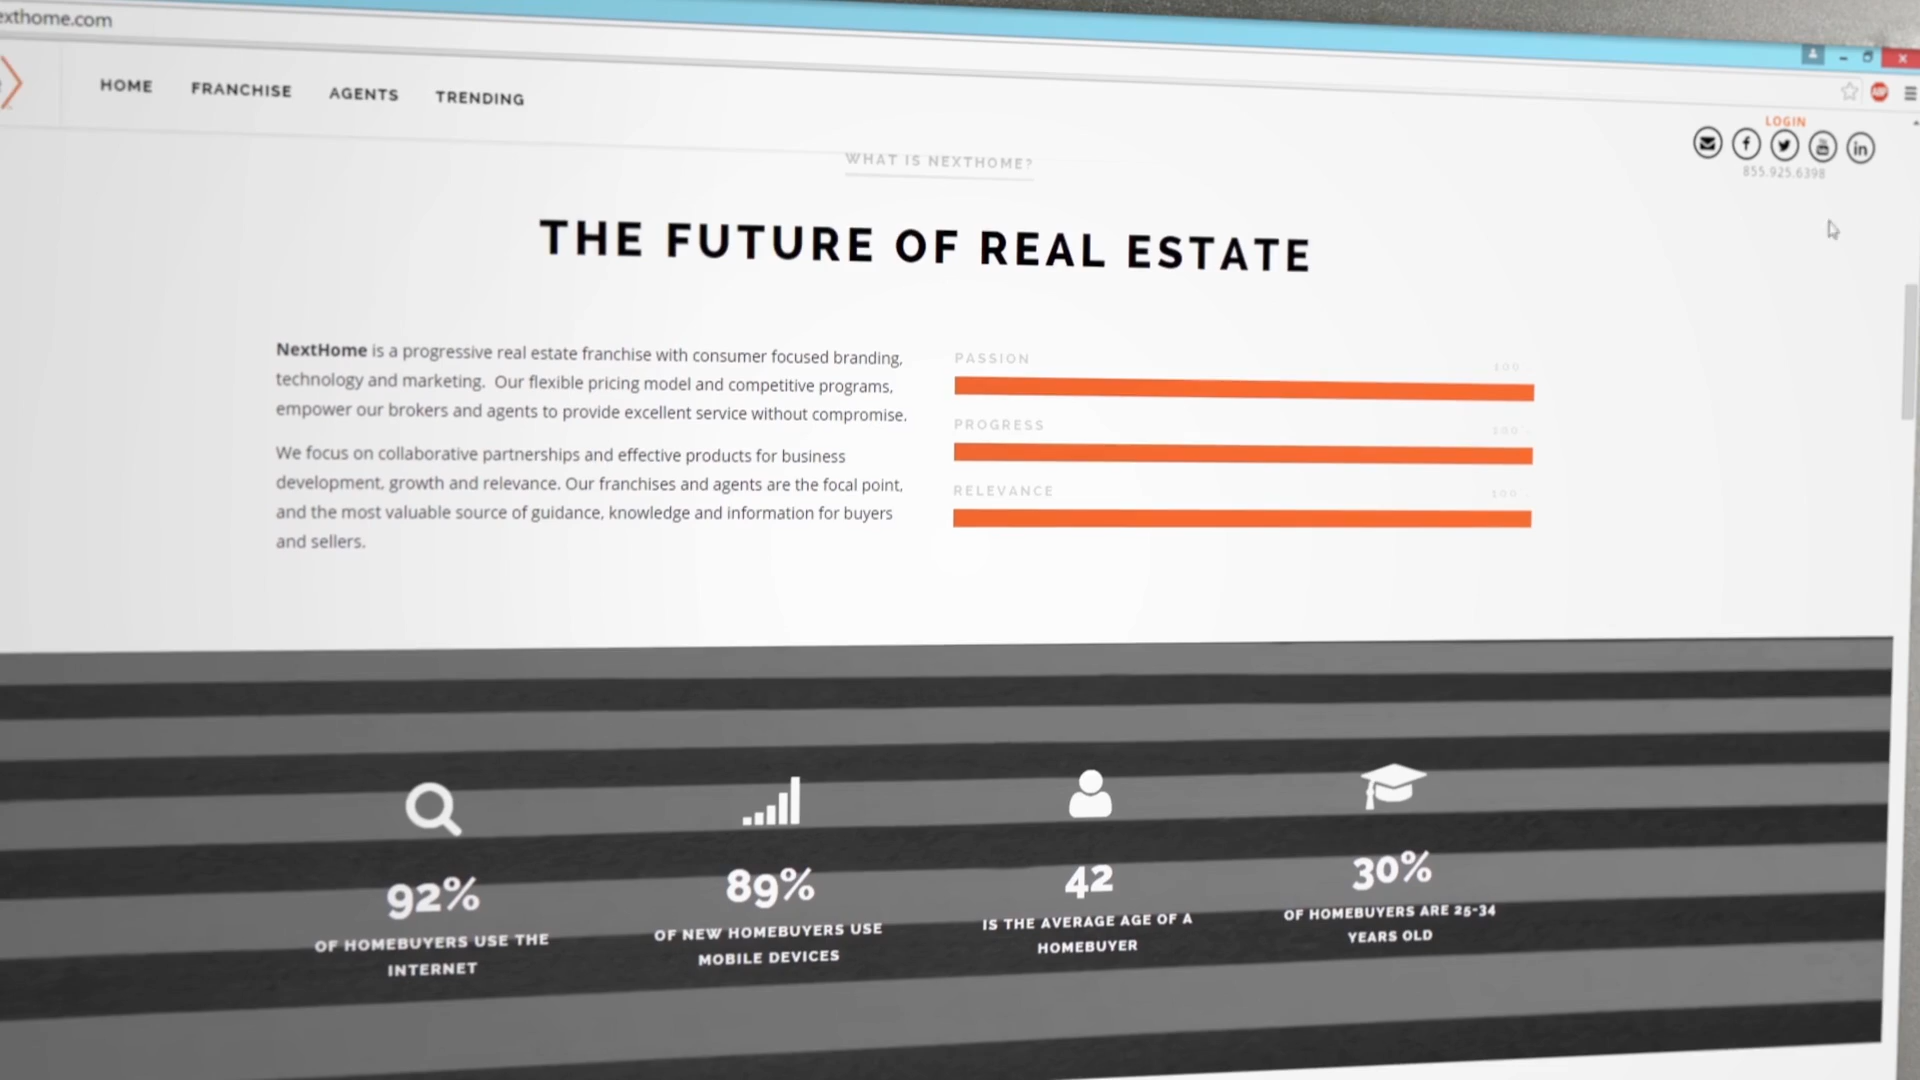 exthome.com
HOME FRANCHISE AGENTS TRENDING
LOGIN
855.925.6398
WHAT IS NEXTHOME?
THE FUTURE OF REAL ESTATE
NextHome is a progressive real estate franchise with consumer focused branding,
technology and marketing. Our flexible pricing model and competitive programs,
empower our brokers and agents to provide excellent service without compromise.
We focus on collaborative partnerships and effective products for business
development, growth and relevance. Our franchises and agents are the focal point,
and the most valuable source of guidance, knowledge and information for buyers
and sellers.
PASSION 100
PROGRESS 100
RELEVANCE 100
92%
OF HOMEBUYERS USE THE
INTERNET
89%
OF NEW HOMEBUYERS USE
MOBILE DEVICES
42
IS THE AVERAGE AGE OF A
HOMEBUYER
30%
OF HOMEBUYERS ARE 25-34
YEARS OLD